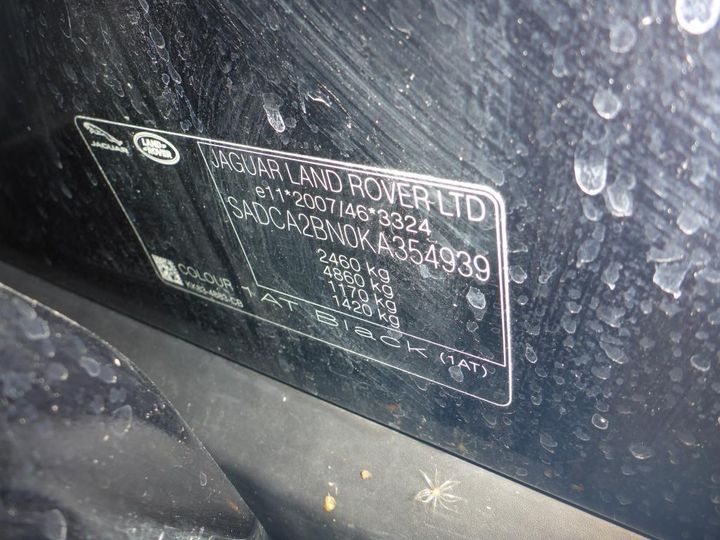 JAGUAR
LAND ROVER
JAGUAR LAND ROVER LTD
e11*2007/46*3324
SADCA2BN0KA354939
2460 kg
4860 kg
1170 kg
1420 kg
COLOUR 1AT Black (1AT)